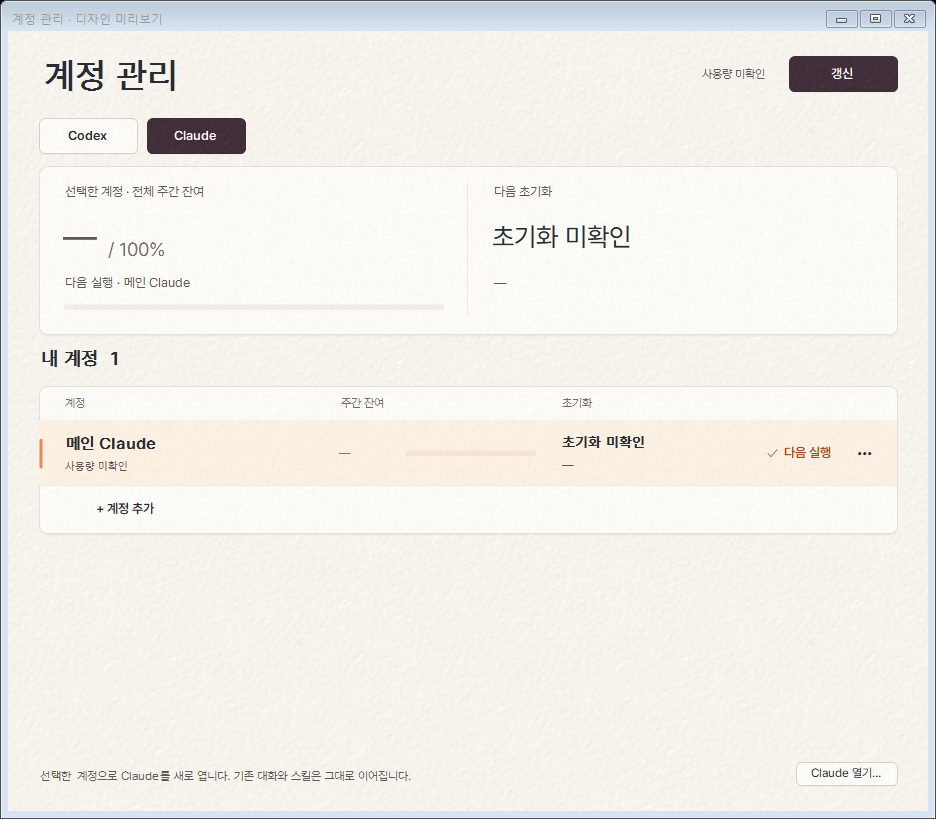 계정 관리 · 디자인 미리보기
계정 관리
사용량 미확인
갱신
Codex
Claude
선택한 계정 · 전체 주간 잔여
다음 초기화
— / 100%
초기화 미확인
다음 실행 · 메인 Claude
—
내 계정 1
계정
주간 잔여
초기화
메인 Claude
사용량 미확인
—
초기화 미확인
—
✓ 다음 실행
•••
+ 계정 추가
선택한 계정으로 Claude를 새로 엽니다. 기존 대화와 스킬은 그대로 이어집니다.
Claude 열기...